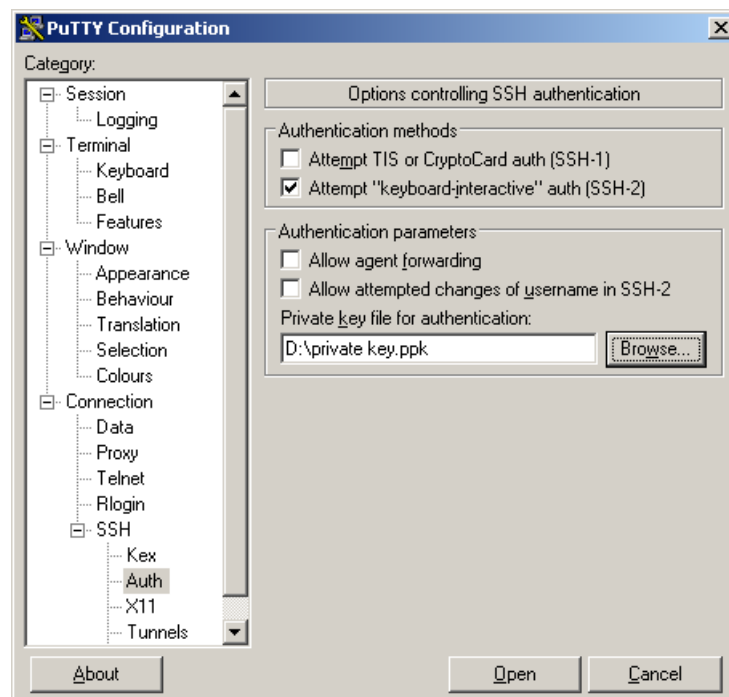 PuTTY Configuration
Category:
Session
Logging
Terminal
Keyboard
Bell
Features
Window
Appearance
Behaviour
Translation
Selection
Colours
Connection
Data
Proxy
Telnet
Rlogin
SSH
Kex
Auth
X11
Tunnels
Options controlling SSH authentication
Authentication methods
Attempt TIS or CryptoCard auth (SSH-1)
Attempt "keyboard-interactive" auth (SSH-2)
Authentication parameters
Allow agent forwarding
Allow attempted changes of username in SSH-2
Private key file for authentication:
D:\private key.ppk
Browse...
About
Open
Cancel